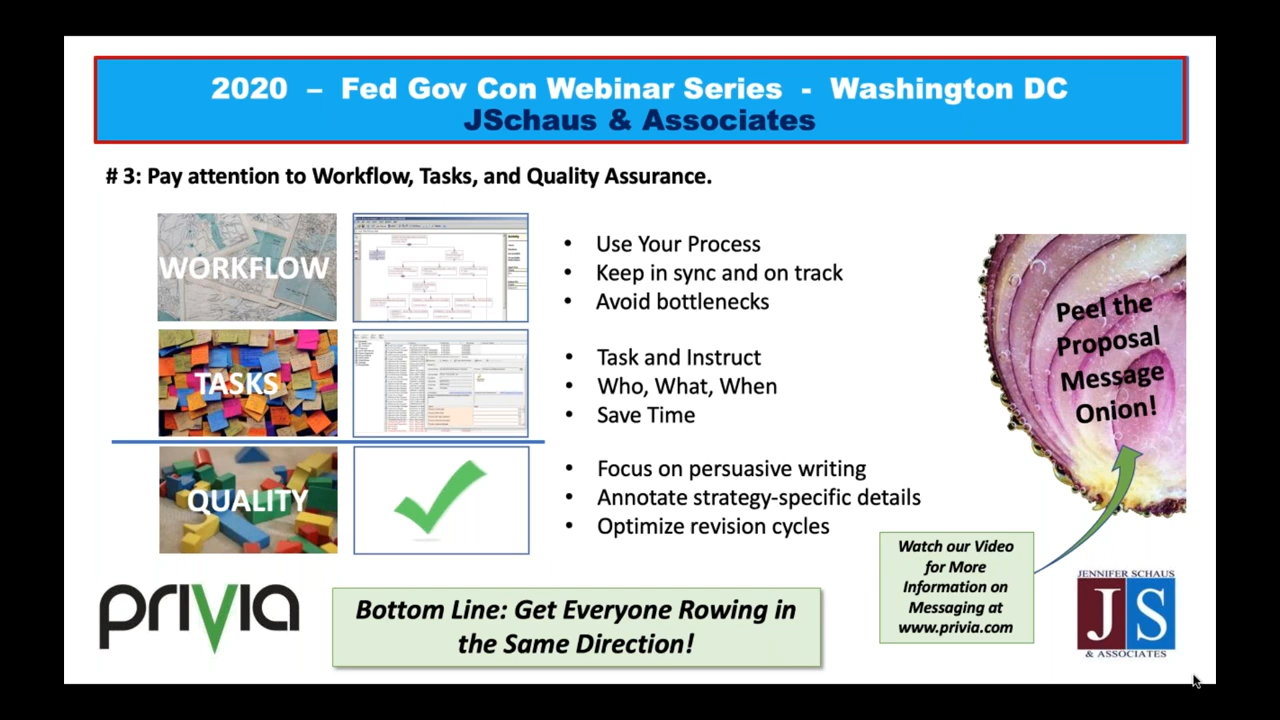 2020 – Fed Gov Con Webinar Series - Washington DC
JSchaus & Associates
# 3: Pay attention to Workflow, Tasks, and Quality Assurance.
WORKFLOW
• Use Your Process
• Keep in sync and on track
• Avoid bottlenecks
TASKS
• Task and Instruct
• Who, What, When
• Save Time
QUALITY
• Focus on persuasive writing
• Annotate strategy-specific details
• Optimize revision cycles
Peel the
Proposal
Message
Onion!
Watch our Video
for More
Information on
Messaging at
www.privia.com
privia
Bottom Line: Get Everyone Rowing in
the Same Direction!
JENNIFER SCHAUS
JS
& ASSOCIATES